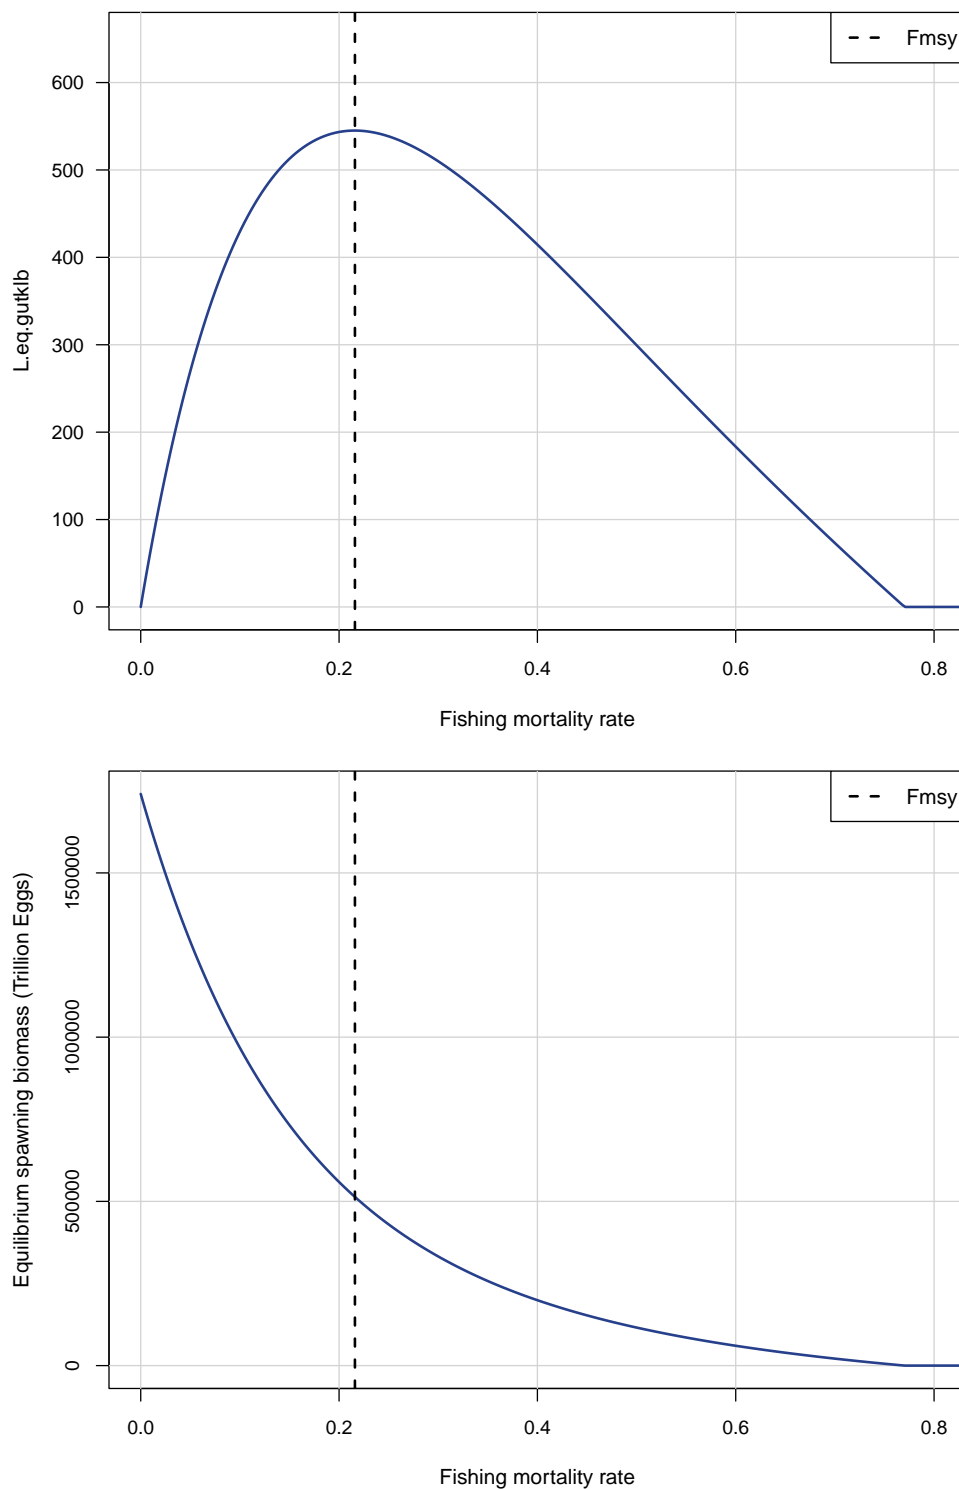 Fmsy
600
500
400
300
200
100
0
L.eq.gutklb
0.0 0.2 0.4 0.6 0.8
Fishing mortality rate
Fmsy
1500000
1000000
500000
0
Equilibrium spawning biomass (Trillion Eggs)
0.0 0.2 0.4 0.6 0.8
Fishing mortality rate